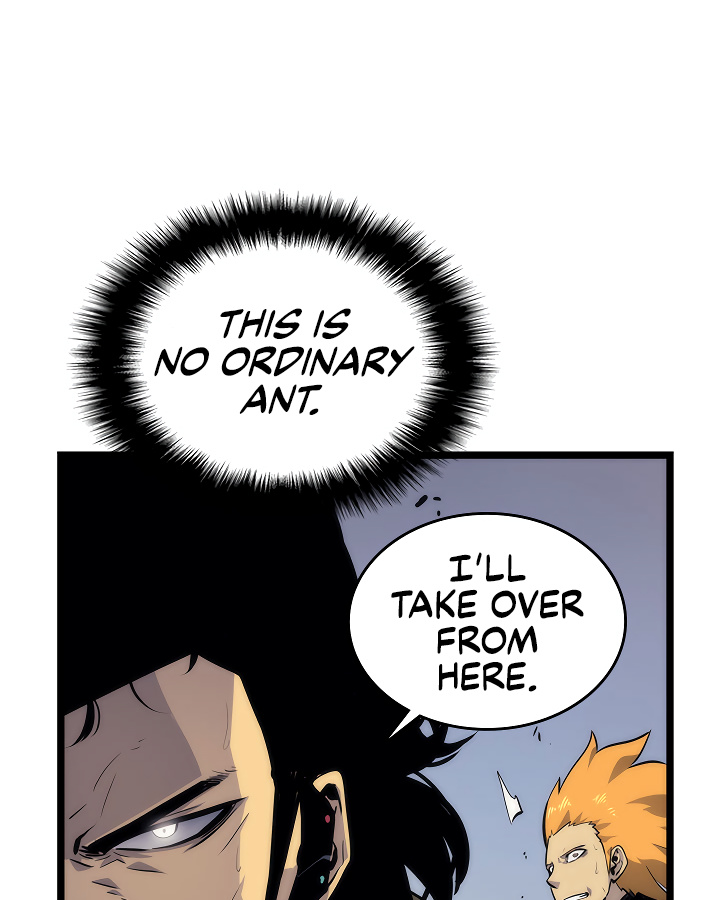 THIS IS
NO ORDINARY
ANT.
I'LL
TAKE OVER
FROM
HERE.